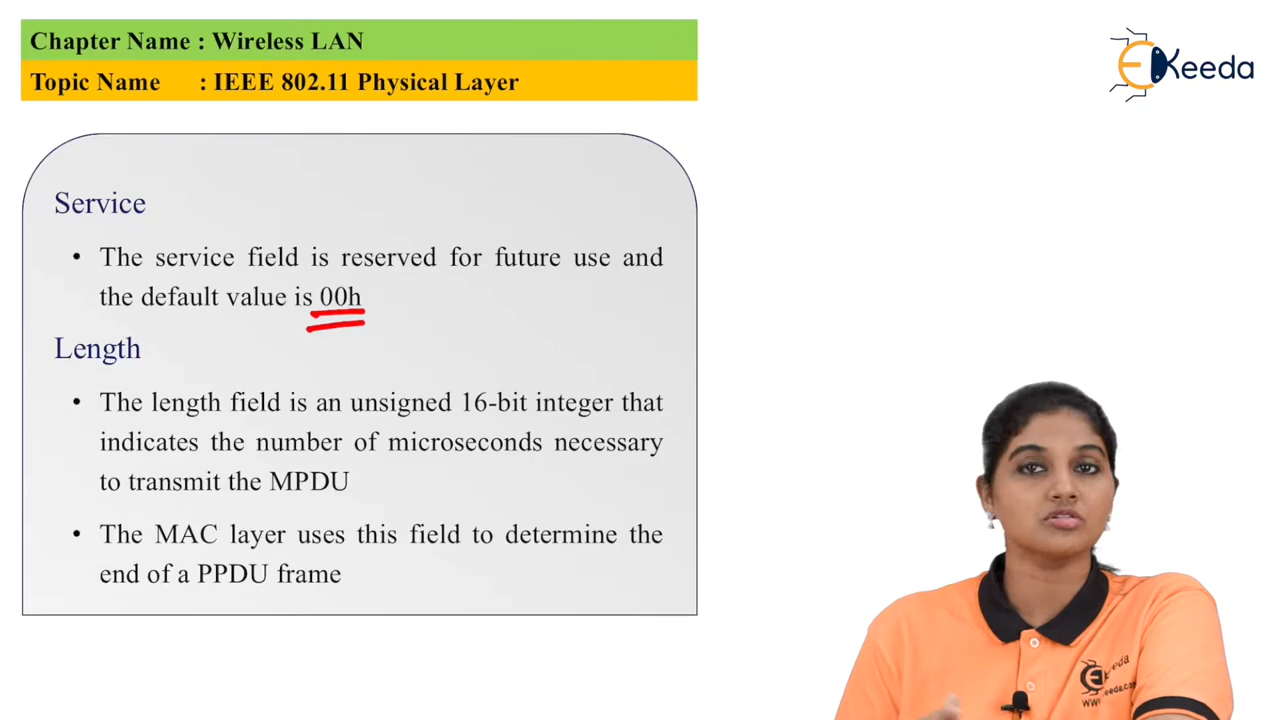 Chapter Name : Wireless LAN
Topic Name : IEEE 802.11 Physical Layer
EKeeda
Service
• The service field is reserved for future use and
the default value is 00h
Length
• The length field is an unsigned 16-bit integer that
indicates the number of microseconds necessary
to transmit the MPDU
• The MAC layer uses this field to determine the
end of a PPDU frame